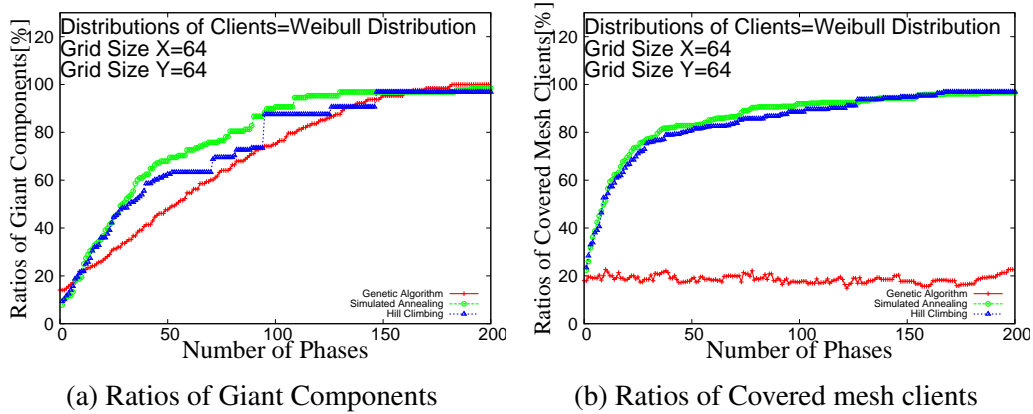 Distributions of Clients=Weibull Distribution
Grid Size X=64
Grid Size Y=64
120
100
80
60
40
20
0
Ratios of Giant Components[%]
Genetic Algorithm
Simulated Annealing
Hill Climbing
0 50 100 150 200
Number of Phases
(a) Ratios of Giant Components
Distributions of Clients=Weibull Distribution
Grid Size X=64
Grid Size Y=64
120
100
80
60
40
20
0
Ratios of Covered Mesh Clients[%]
Genetic Algorithm
Simulated Annealing
Hill Climbing
0 50 100 150 200
Number of Phases
(b) Ratios of Covered mesh clients